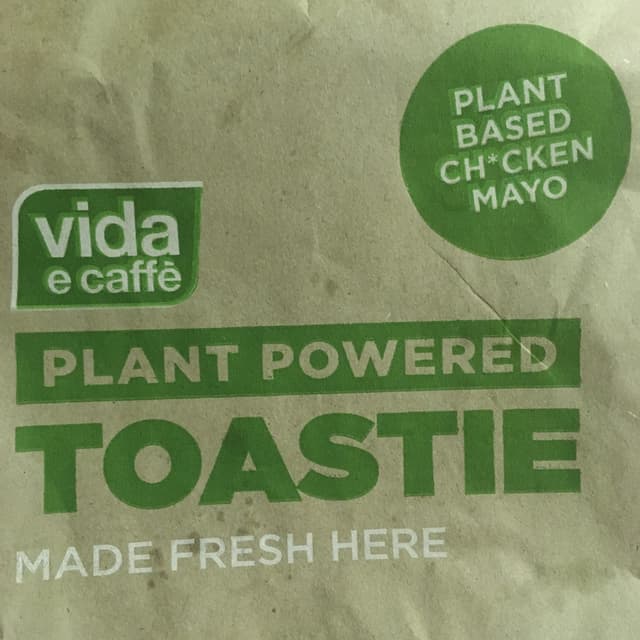 PLANT
BASED
CH*CKEN
MAYO
vida
e caffè
PLANT POWERED
TOASTIE
MADE FRESH HERE